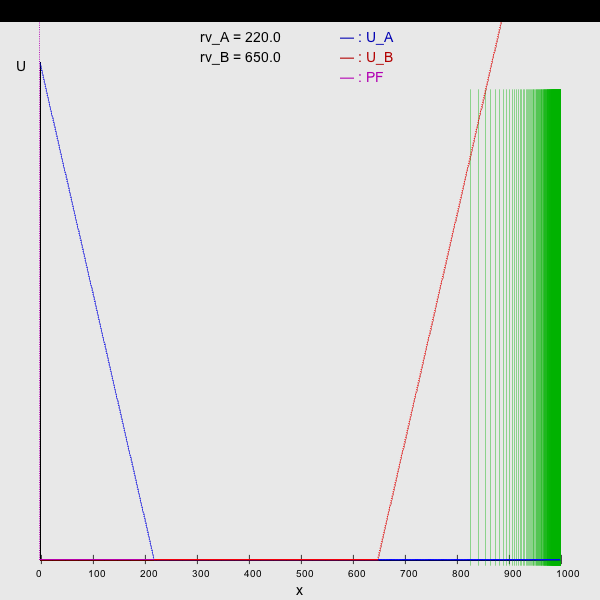 rv_A = 220.0 — : U_A
rv_B = 650.0 — : U_B
— : PF
U
0 100 200 300 400 500 600 700 800 900 1000
x